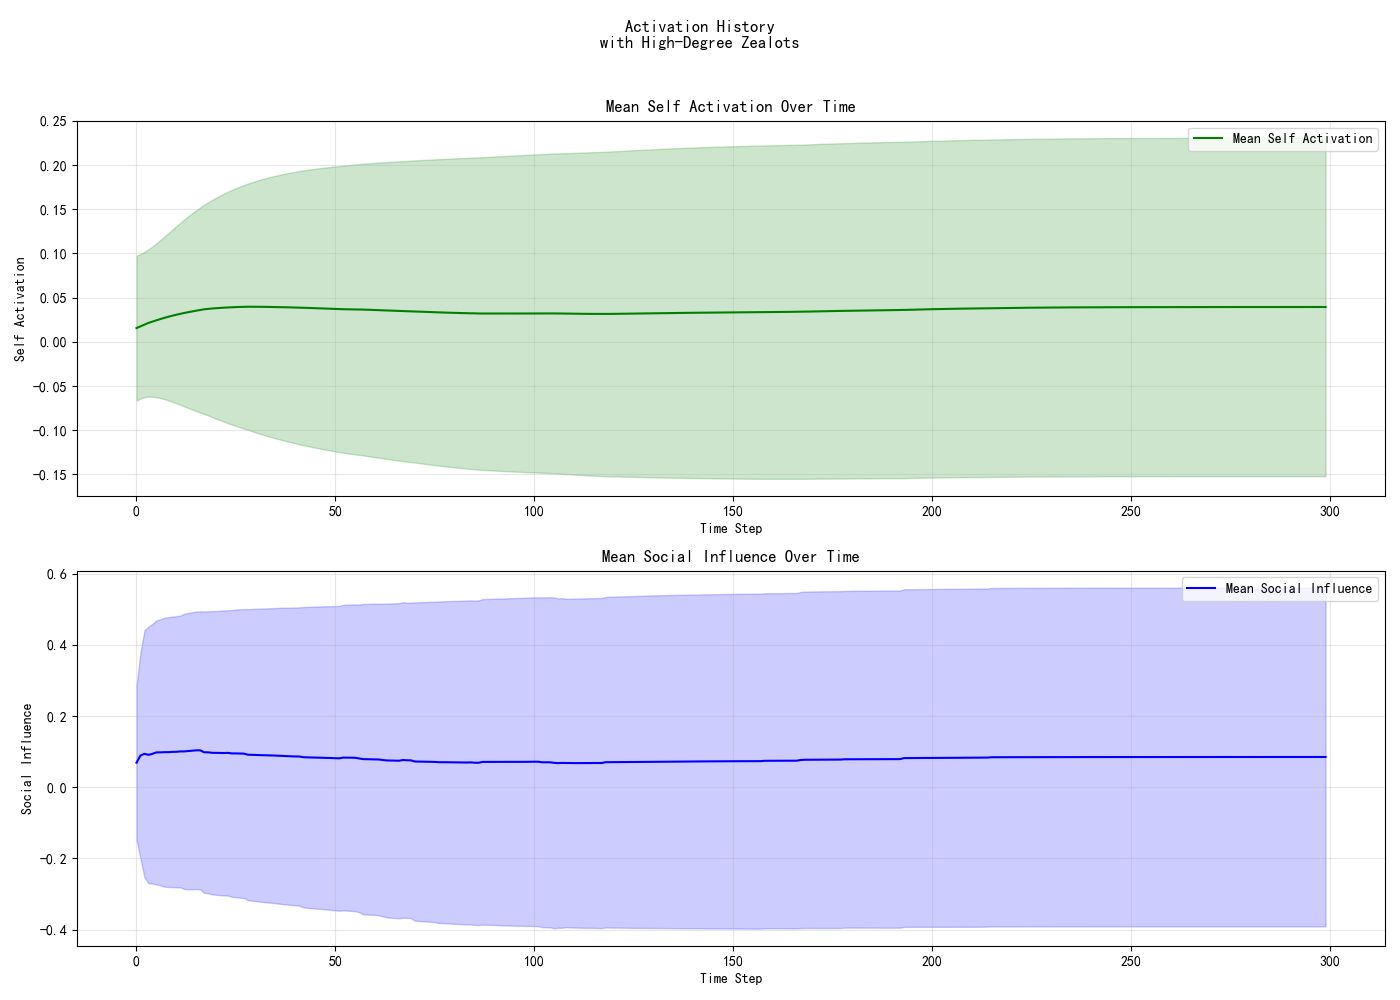 Activation History
with High-Degree Zealots
Mean Self Activation Over Time
Self Activation
0.25
0.20
0.15
0.10
0.05
0.00
-0.05
-0.10
-0.15
Mean Self Activation
0 50 100 150 200 250 300
Time Step
Mean Social Influence Over Time
Social Influence
0.6
0.4
0.2
0.0
-0.2
-0.4
Mean Social Influence
0 50 100 150 200 250 300
Time Step